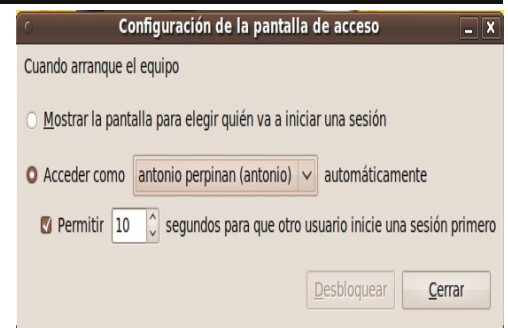 Configuración de la pantalla de acceso
Cuando arranque el equipo
Mostrar la pantalla para elegir quién va a iniciar una sesión
Acceder como antonio perpinan (antonio) automáticamente
Permitir 10 segundos para que otro usuario inicie una sesión primero
Desbloquear Cerrar